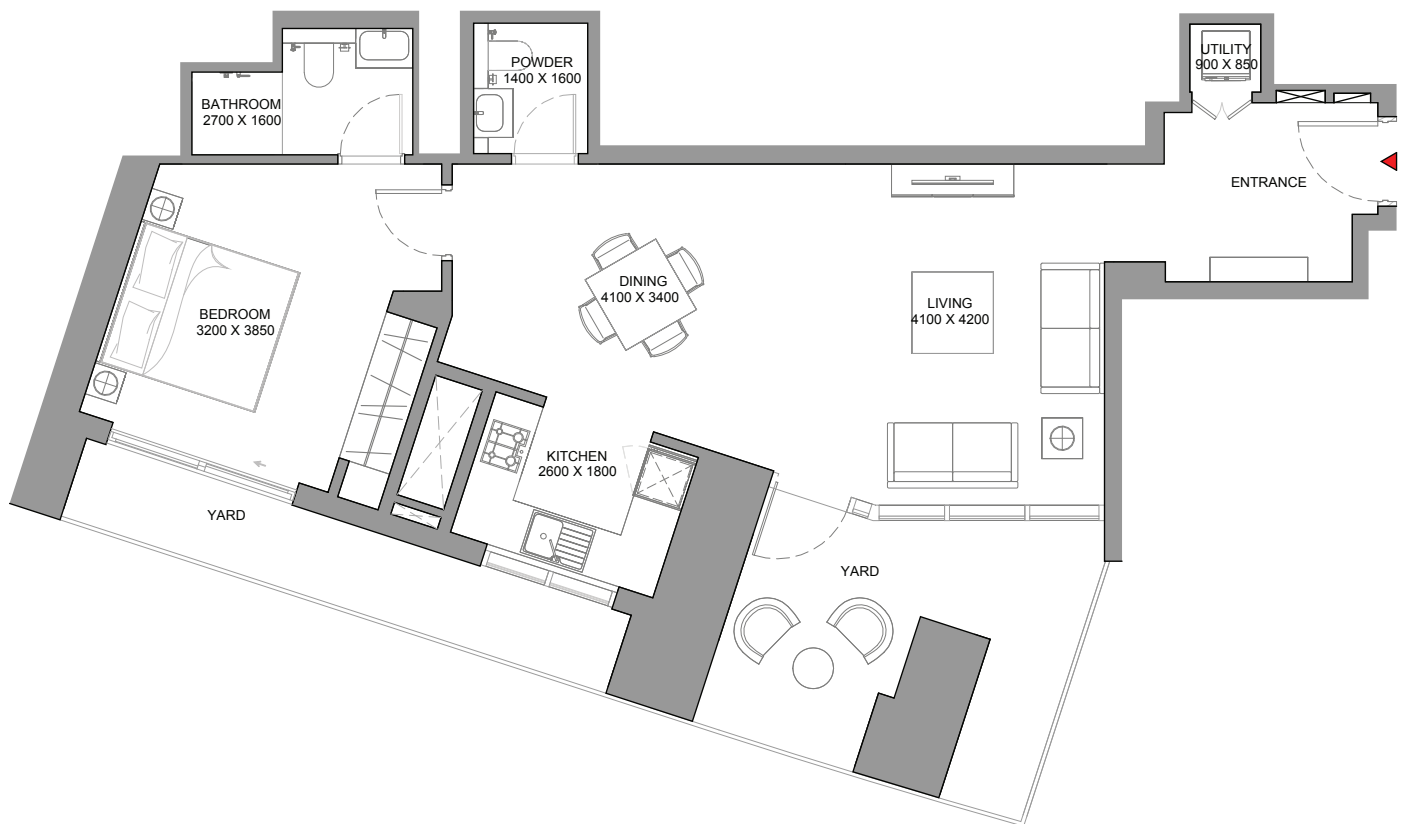 POWDER
1400 X 1600
UTILITY
900 X 850
BATHROOM
2700 X 1600
ENTRANCE
DINING
4100 X 3400
LIVING
4100 X 4200
BEDROOM
3200 X 3850
KITCHEN
2600 X 1800
YARD
YARD